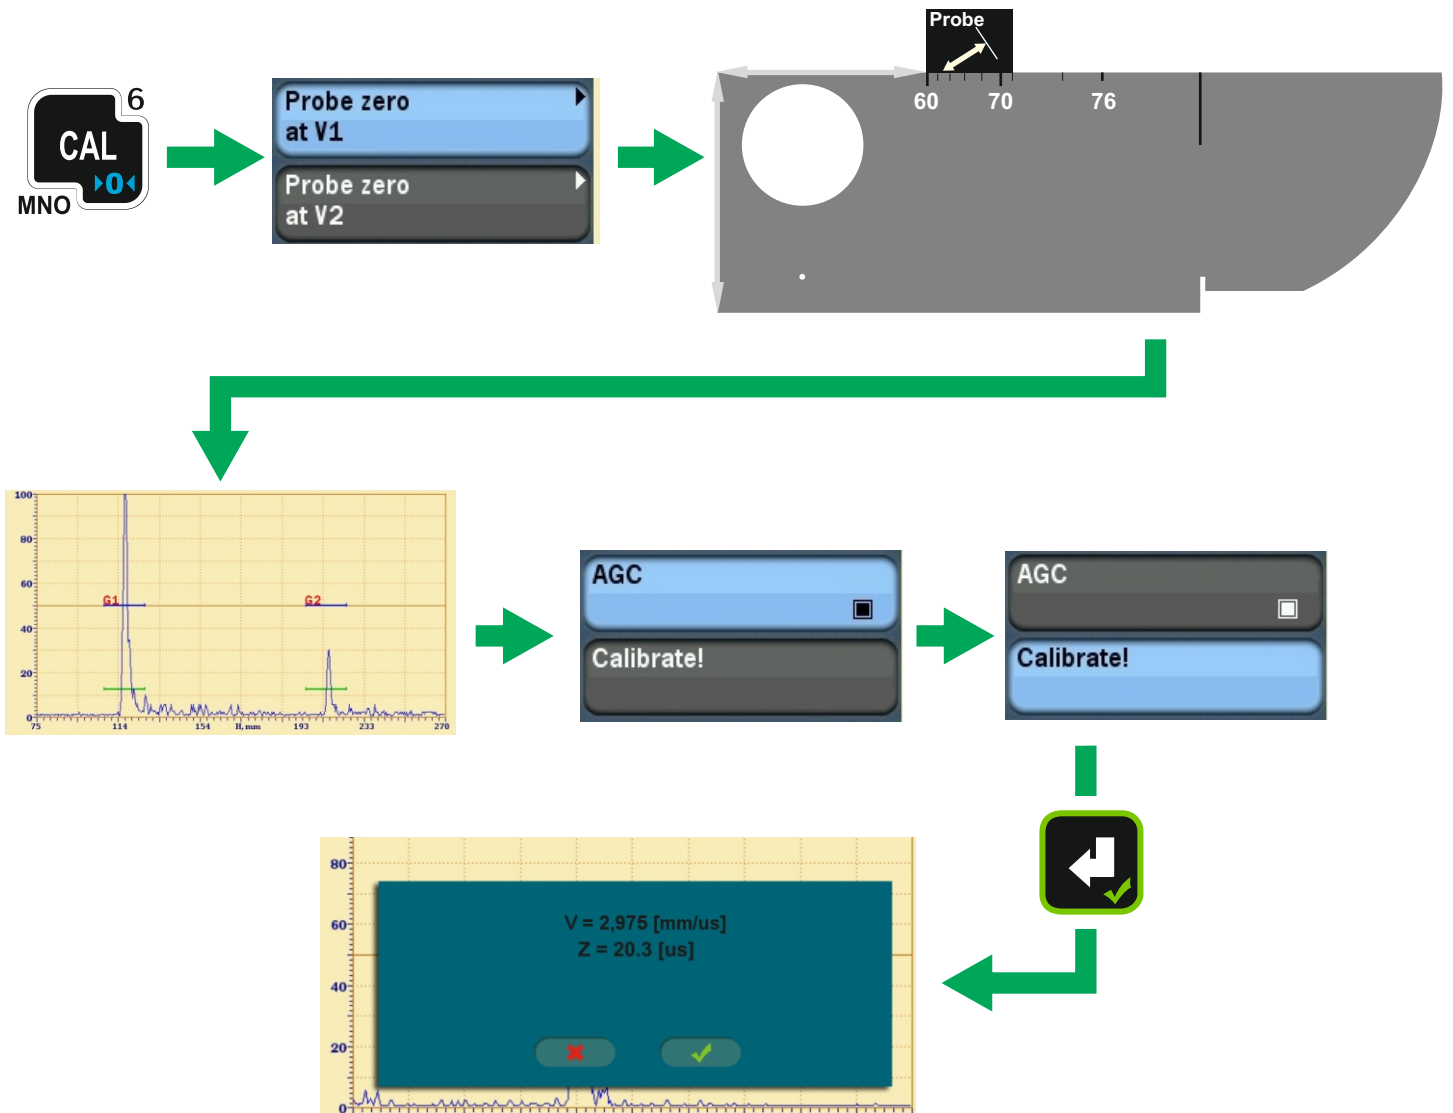 6
CAL
0
MNO
Probe zero
at V1
Probe zero
at V2
Probe
60 70 76
100
80
60
40
20
0
G1 G2
75 114 154 H, mm 193 233 270
AGC
Calibrate!
AGC
Calibrate!
80
60
40
20
0
V = 2,975 [mm/us]
Z = 20.3 [us]